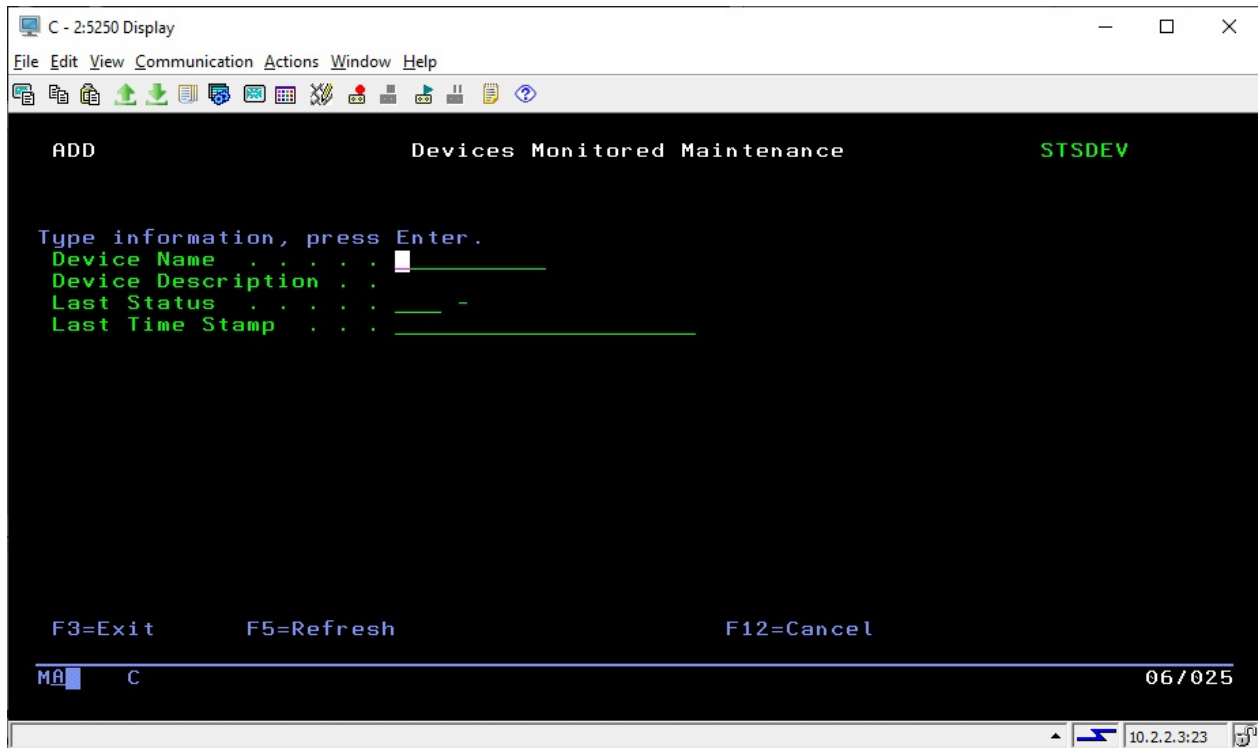 C - 2:5250 Display
File Edit View Communication Actions Window Help
ADD Devices Monitored Maintenance STSDEV
Type information, press Enter.
Device Name . . . . .
Device Description . .
Last Status . . . . . ___ -
Last Time Stamp . . .
F3=Exit F5=Refresh F12=Cancel
MA C 06/025
10.2.2.3:23